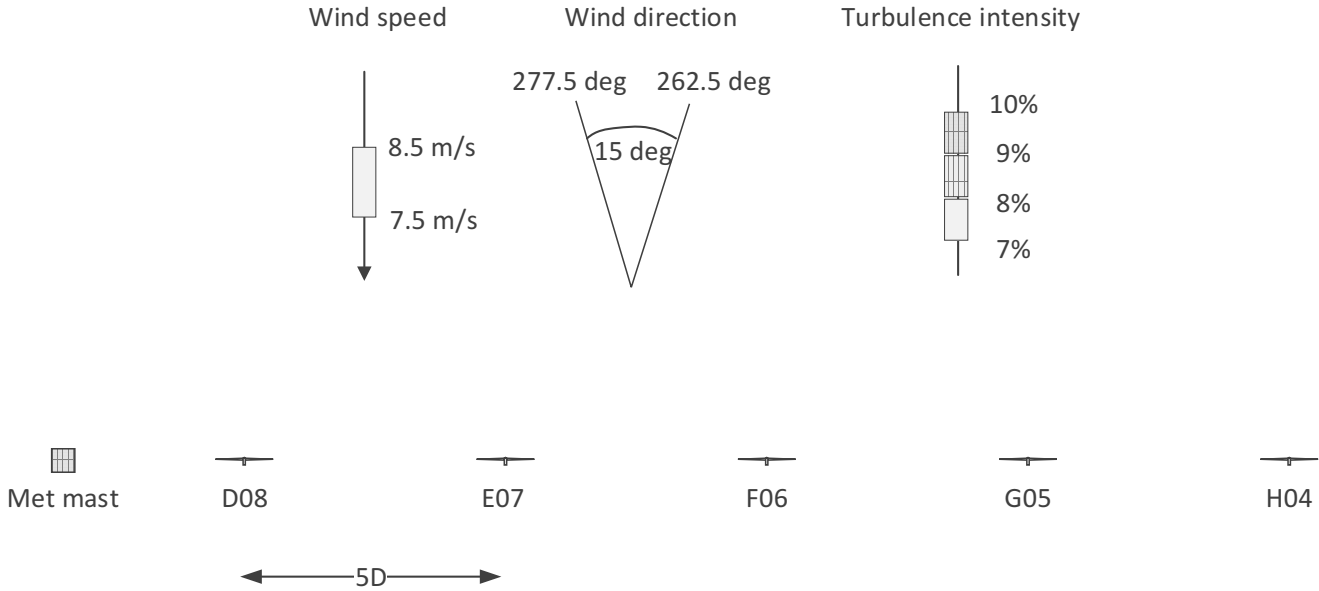 Wind speed
Wind direction
Turbulence intensity
277.5 deg
262.5 deg
10%
8.5 m/s
15 deg
9%
7.5 m/s
8%
7%
Met mast
D08
E07
F06
G05
H04
5D